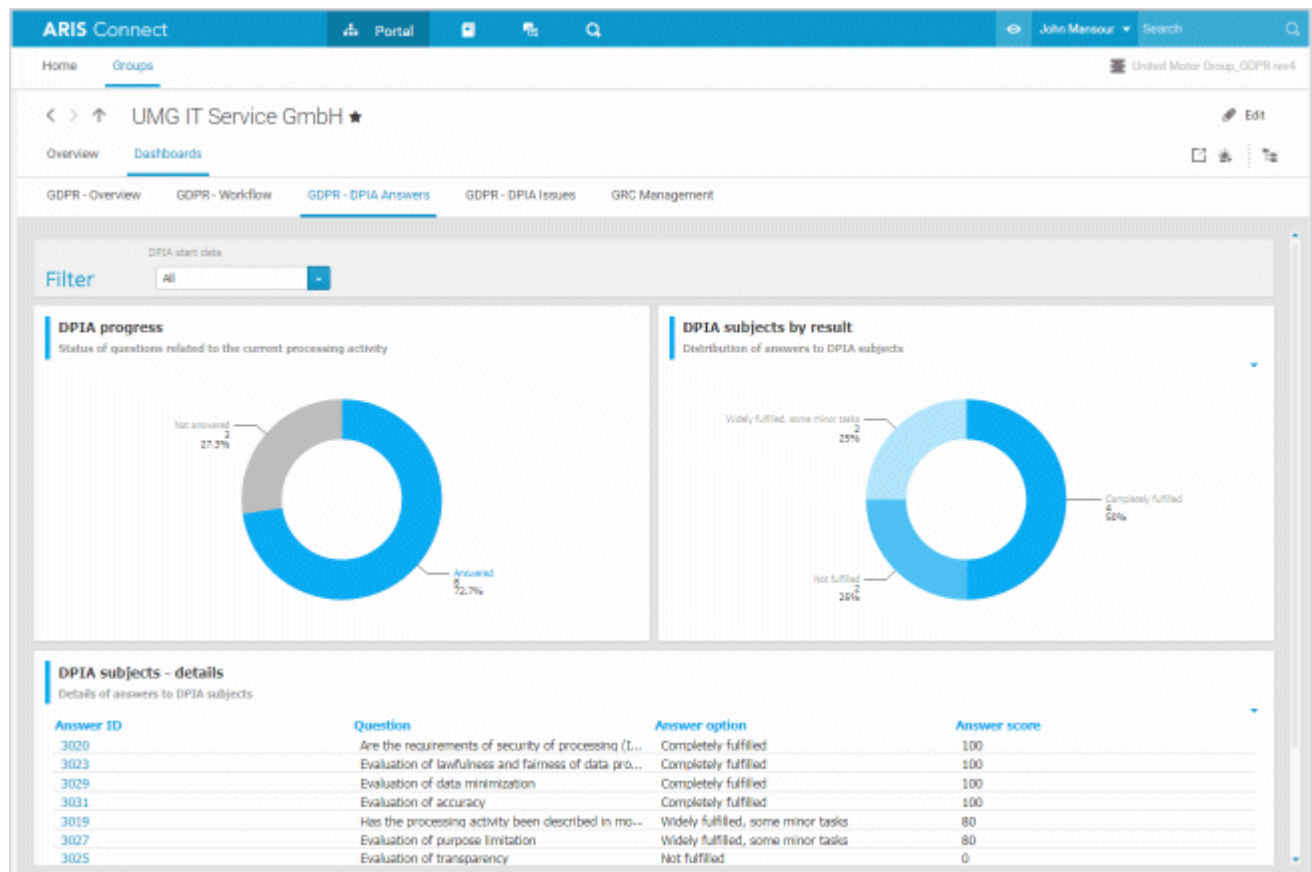 ARIS Connect Portal John Mansour Search
Home Groups United Motor Group_GDPR rev4
UMG IT Service GmbH Edit
Overview Dashboards
GDPR - Overview GDPR - Workflow GDPR - DPIA Answers GDPR - DPIA Issues GRC Management
DPIA start date
Filter All
DPIA progress
Status of questions related to the current processing activity
Not answered
3
27.3%
Answered
8
72.7%
DPIA subjects by result
Distribution of answers to DPIA subjects
Widely fulfilled, some minor tasks
2
25%
Completely fulfilled
50%
Not fulfilled
2
25%
DPIA subjects - details
Details of answers to DPIA subjects
Answer ID Question Answer option Answer score
3020 Are the requirements of security of processing (I... Completely fulfilled 100
3023 Evaluation of lawfulness and fairness of data pro... Completely fulfilled 100
3029 Evaluation of data minimization Completely fulfilled 100
3031 Evaluation of accuracy Completely fulfilled 100
3019 Has the processing activity been described in mo... Widely fulfilled, some minor tasks 80
3027 Evaluation of purpose limitation Widely fulfilled, some minor tasks 80
3025 Evaluation of transparency Not fulfilled 0